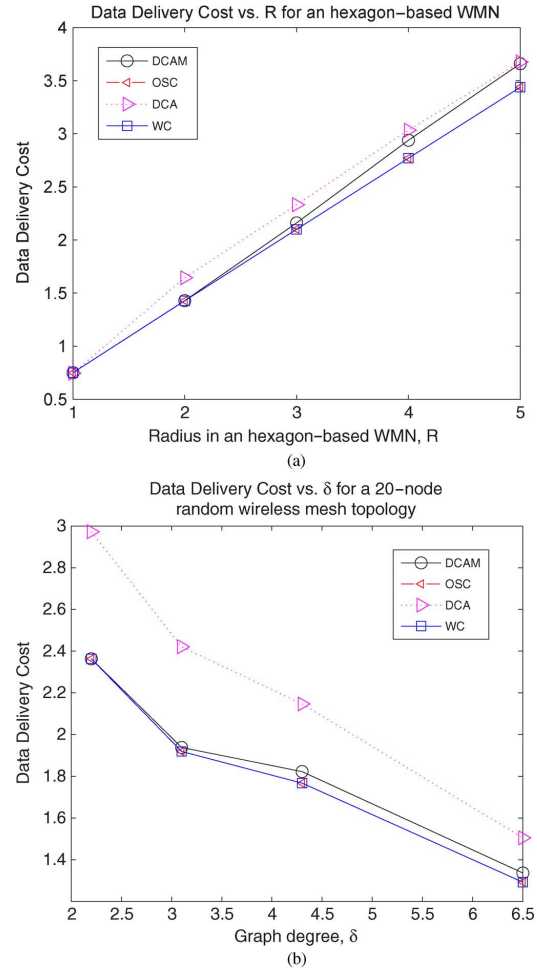 Data Delivery Cost vs. R for an hexagon−based WMN
4
3.5
3
2.5
2
1.5
1
0.5
Data Delivery Cost
DCAM
OSC
DCA
WC
1 2 3 4 5
Radius in an hexagon−based WMN, R
(a)
Data Delivery Cost vs. δ for a 20−node
random wireless mesh topology
3
2.8
2.6
2.4
2.2
2
1.8
1.6
1.4
Data Delivery Cost
DCAM
OSC
DCA
WC
2 2.5 3 3.5 4 4.5 5 5.5 6 6.5
Graph degree, δ
(b)